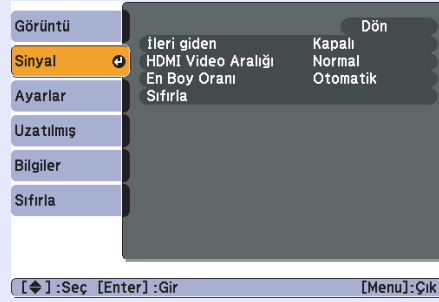 Görüntü
Sinyal
Ayarlar
Uzatılmış
Bilgiler
Sıfırla
Dön
İleri giden Kapalı
HDMI Video Aralığı Normal
En Boy Oranı Otomatik
Sıfırla
[◆] :Seç [Enter] :Gir [Menu]:Çık